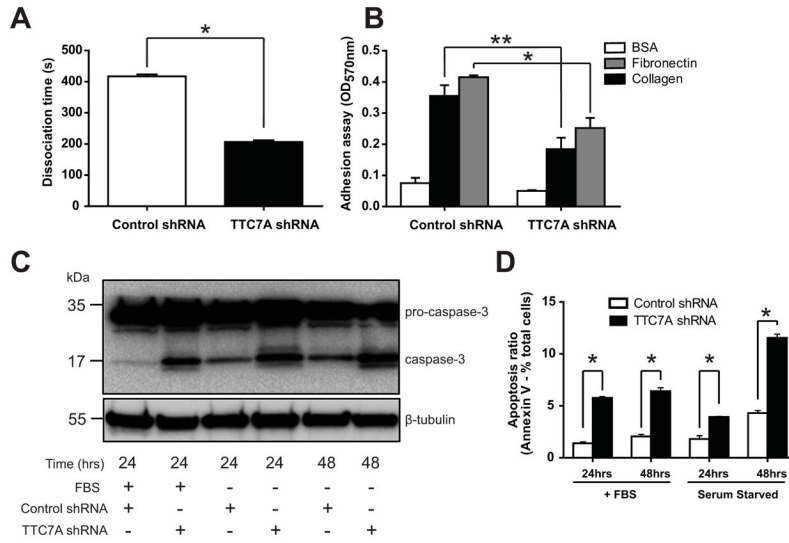 A
*
500
400
300
200
100
0
Dissociation time (s)
Control shRNA
TTC7A shRNA
B
**
*
BSA
Fibronectin
Collagen
0.5
0.4
0.3
0.2
0.1
0.0
Adhesion assay (OD570nm)
Control shRNA
TTC7A shRNA
C
kDa
35
17
55
pro-caspase-3
caspase-3
β-tubulin
Time (hrs) 24 24 24 24 48 48
FBS + + - - - -
Control shRNA + - + - + -
TTC7A shRNA - + - + - +
D
Control shRNA
TTC7A shRNA
15
10
5
0
Apoptosis ratio
(Annexin V - % total cells)
* * * *
24hrs 48hrs 24hrs 48hrs
+ FBS Serum Starved